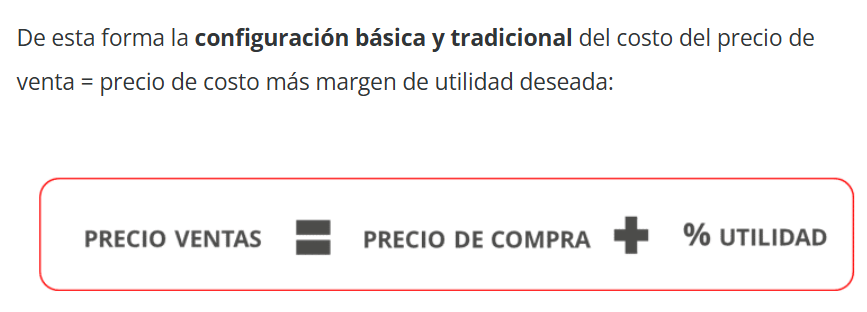 De esta forma la configuración básica y tradicional del costo del precio de
venta = precio de costo más margen de utilidad deseada:
PRECIO VENTAS = PRECIO DE COMPRA + % UTILIDAD